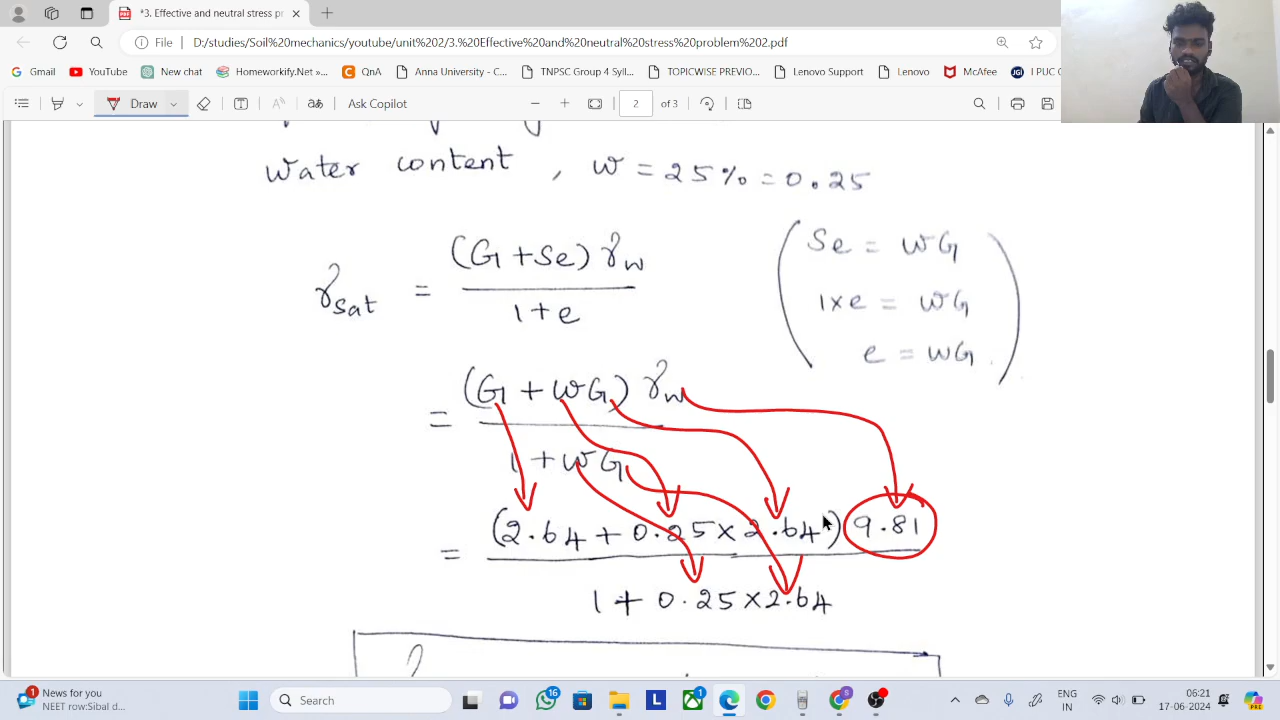 *3. Effective and neutral stress pr
File D:/studies/Soil%20mechanics/youtube/unit%202/3.%20effective%20and%20neutral%20stress%20problem%202.pdf
Gmail YouTube New chat Homeworkify.Net/... QnA Anna University - En... TNPSC Group 4 Syll... TOPICWISE PREVIO... Lenovo Support Lenovo McAfee I PUC C
Draw Ask Copilot 2 of 3
Water content , w = 25% = 0.25
γsat = (G + Se) γw
1 + e
(Se = wG
1 x e = wG
e = wG.)
= (G + wG) γw
1 + wG
= (2.64 + 0.25 x 2.64) 9.81
1 + 0.25 x 2.64
1 News for you
NEET row:Sibal d...
Search
16
1
S
ENG
IN
06:21
17-06-2024